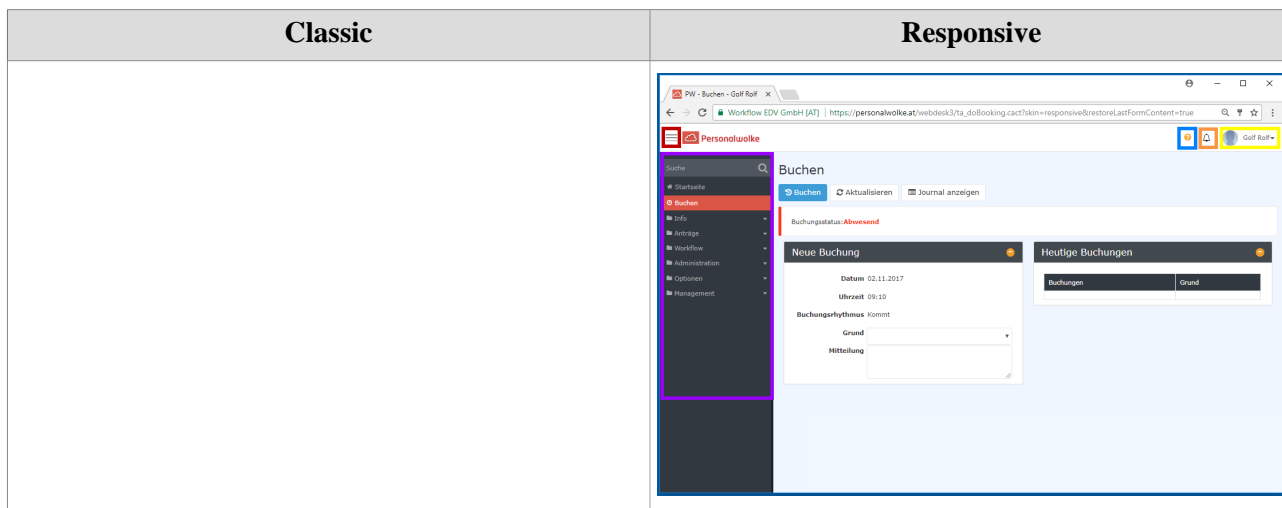 Classic
Responsive
PW - Buchen - Golf Rolf
Workflow EDV GmbH [AT] | https://personalwolke.at/webdesk3/ta_doBooking.cact?skin=responsive&restoreLastFormContent=true
Personalwolke
Golf Rolf
Suche
Startseite
Buchen
Info
Anträge
Workflow
Administration
Optionen
Management
Buchen
Buchen Aktualisieren Journal anzeigen
Buchungsstatus:Abwesend
Neue Buchung
Datum 02.11.2017
Uhrzeit 09:10
Buchungsrhythmus Kommt
Grund
Mitteilung
Heutige Buchungen
Buchungen Grund